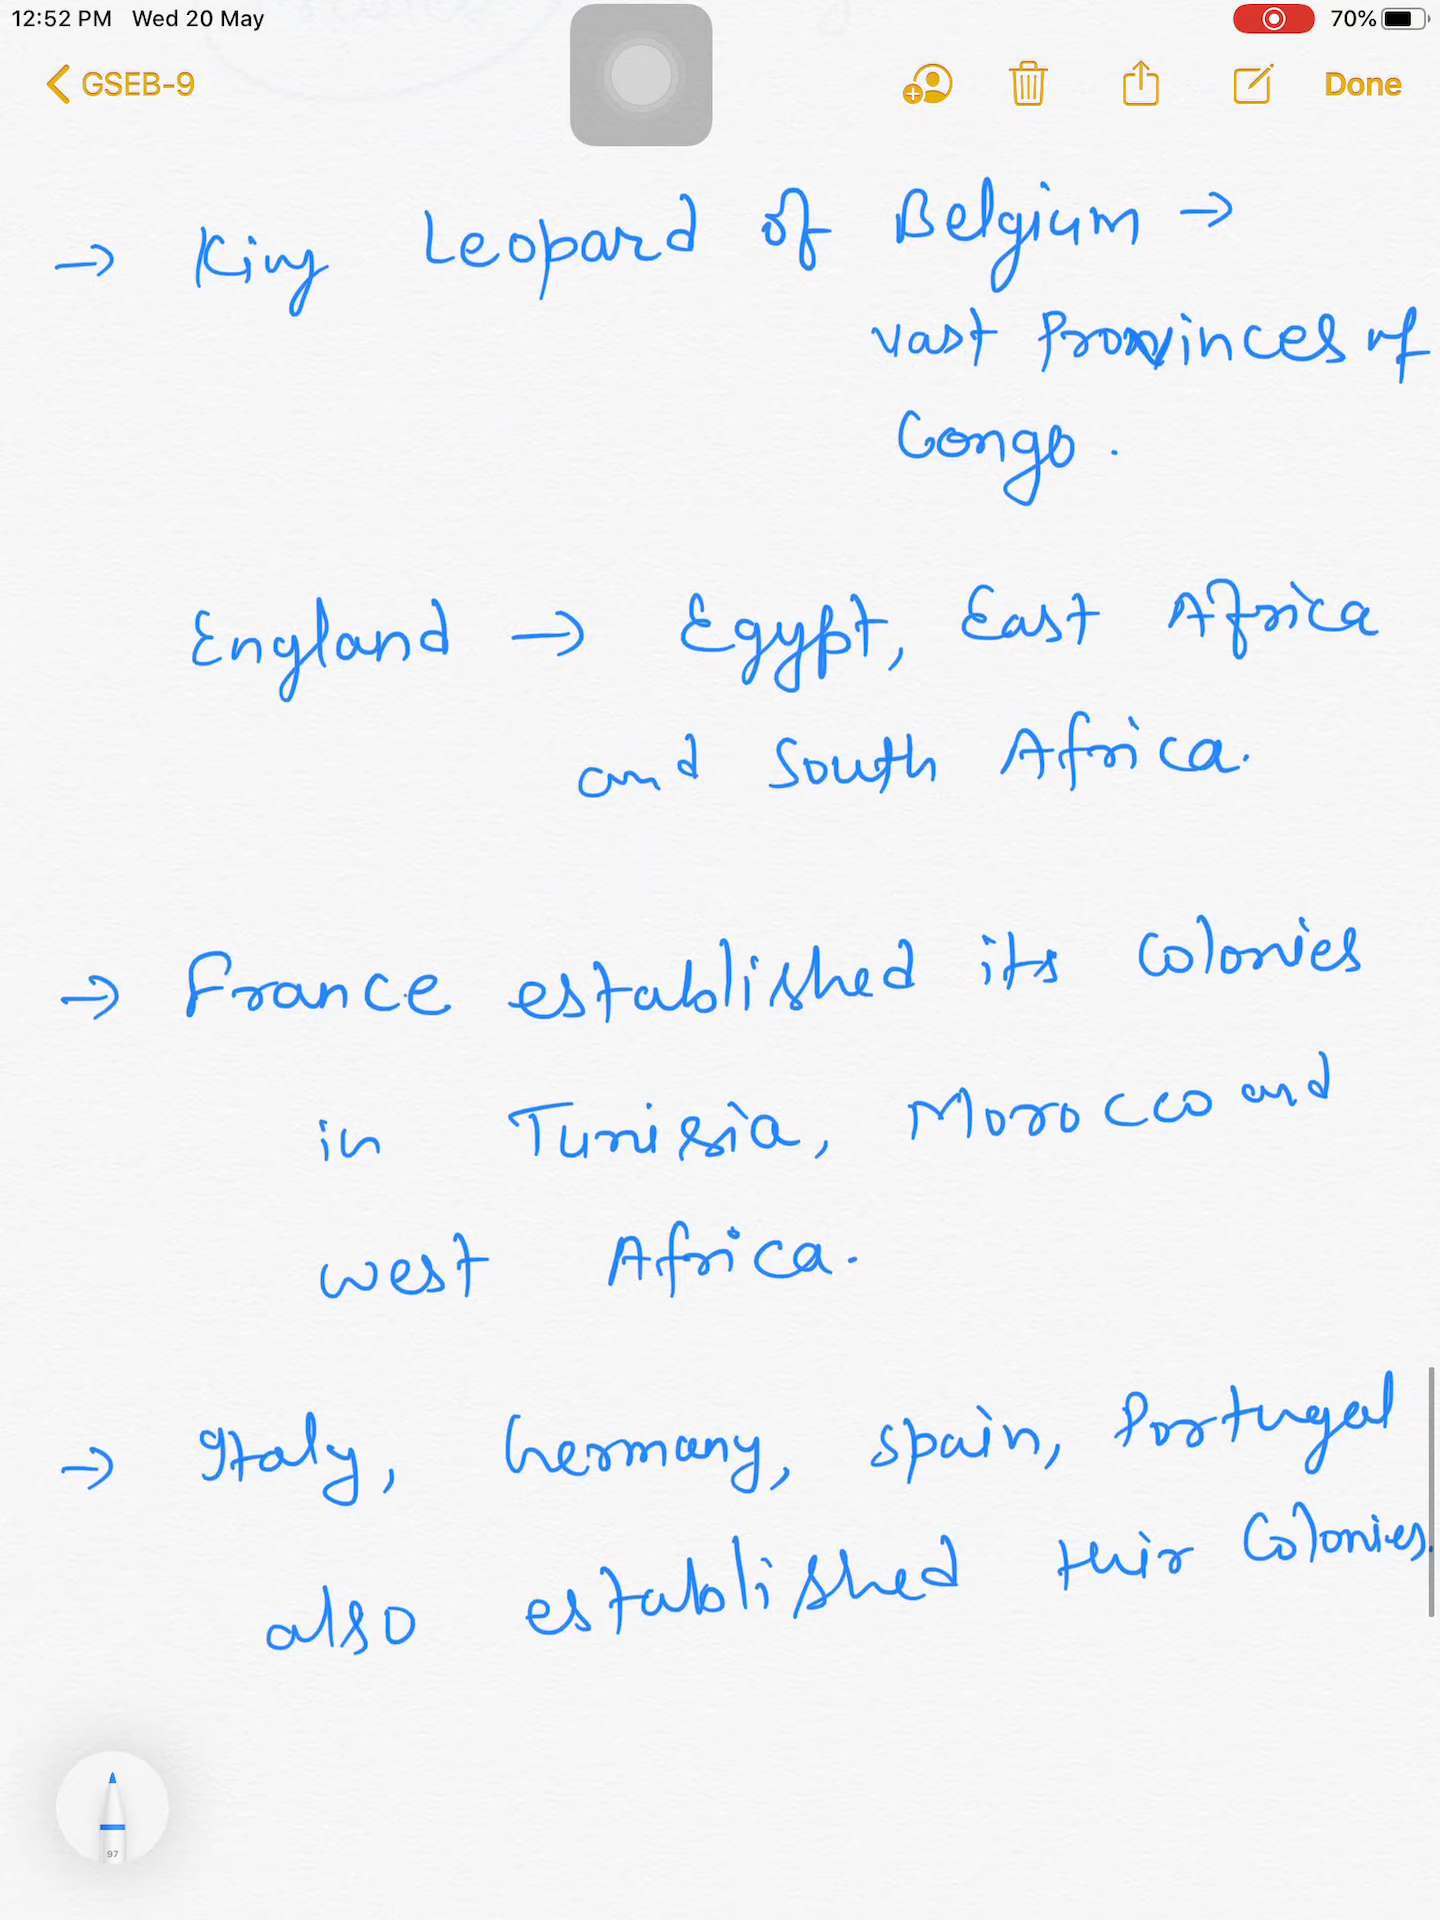 12:52 PM Wed 20 May
70%
GSEB-9
Done
→ King Leopard of Belgium →
vast Provinces of
Congo.
England → Egypt, East Africa
and South Africa.
→ France established its colonies
in Tunisia, Morocco and
west Africa.
→ Italy, Germany, Spain, Portugal
also established their Colonies.
97